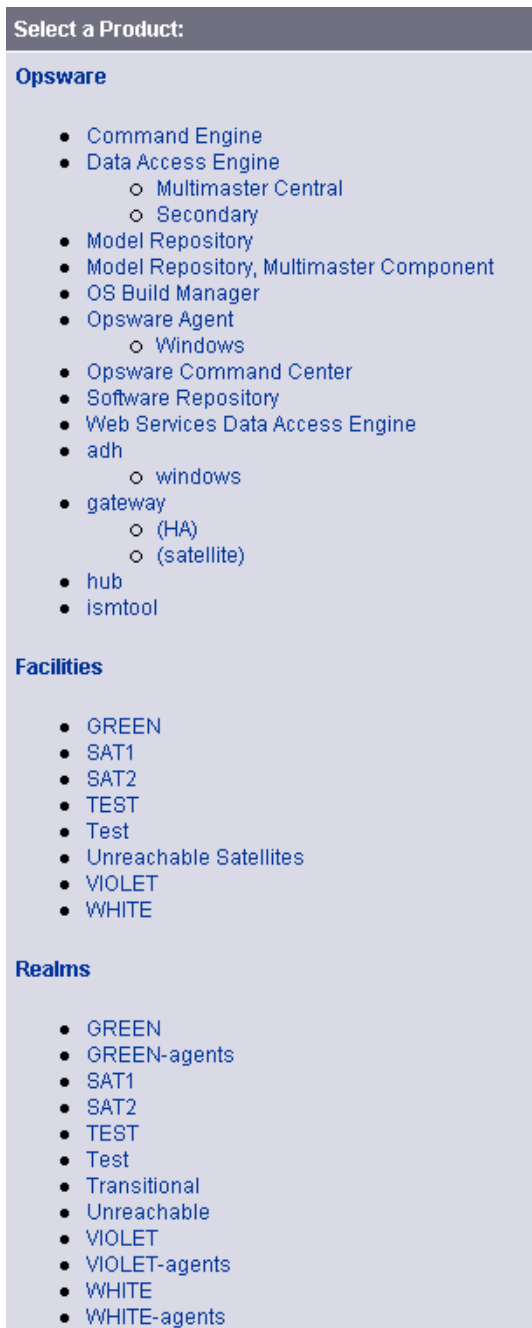 Select a Product:
Opsware
Command Engine
Data Access Engine
Multimaster Central
Secondary
Model Repository
Model Repository, Multimaster Component
OS Build Manager
Opsware Agent
Windows
Opsware Command Center
Software Repository
Web Services Data Access Engine
adh
windows
gateway
(HA)
(satellite)
hub
ismtool
Facilities
GREEN
SAT1
SAT2
TEST
Test
Unreachable Satellites
VIOLET
WHITE
Realms
GREEN
GREEN-agents
SAT1
SAT2
TEST
Test
Transitional
Unreachable
VIOLET
VIOLET-agents
WHITE
WHITE-agents